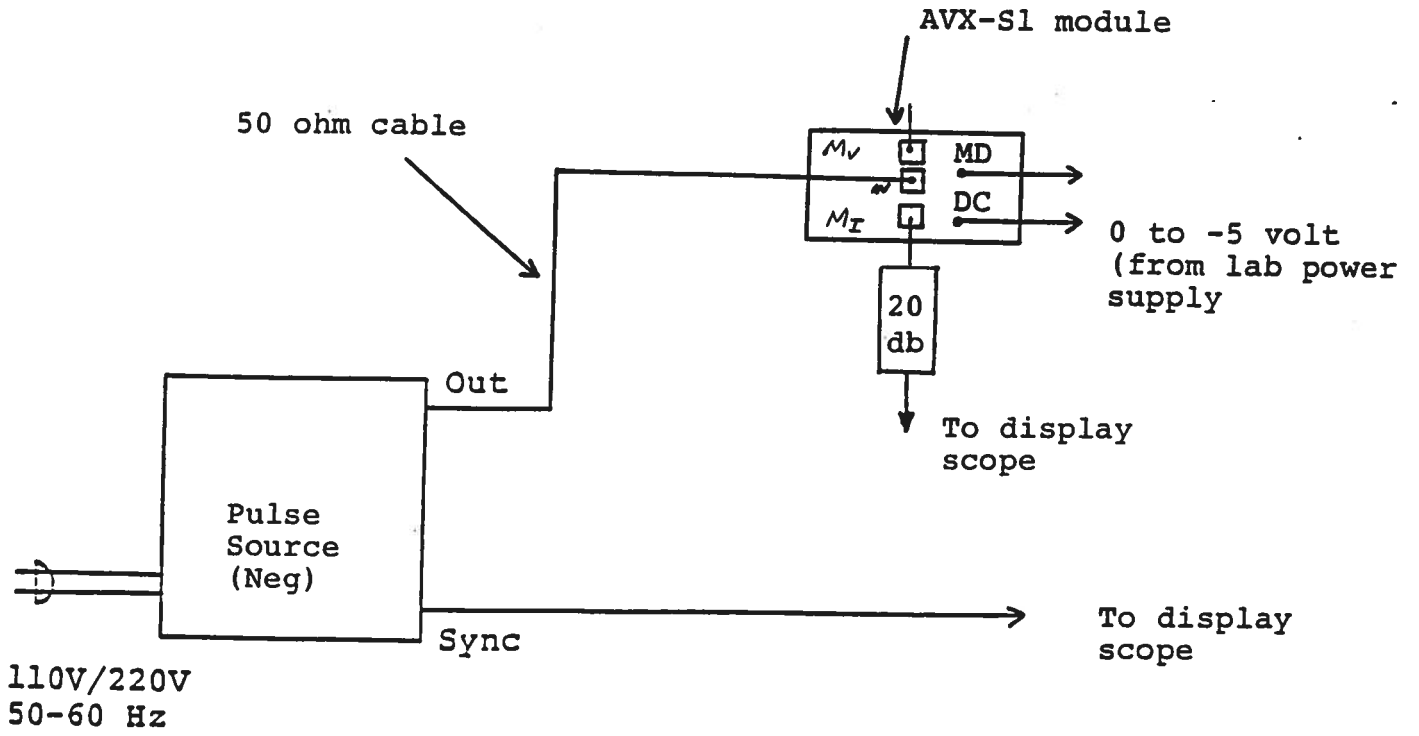 AVX-S1 module
50 ohm cable
MV
MD
IN
DC
MI
0 to -5 volt
(from lab power
supply
20
db
Out
To display
scope
Pulse
Source
(Neg)
Sync
To display
scope
110V/220V
50-60 Hz